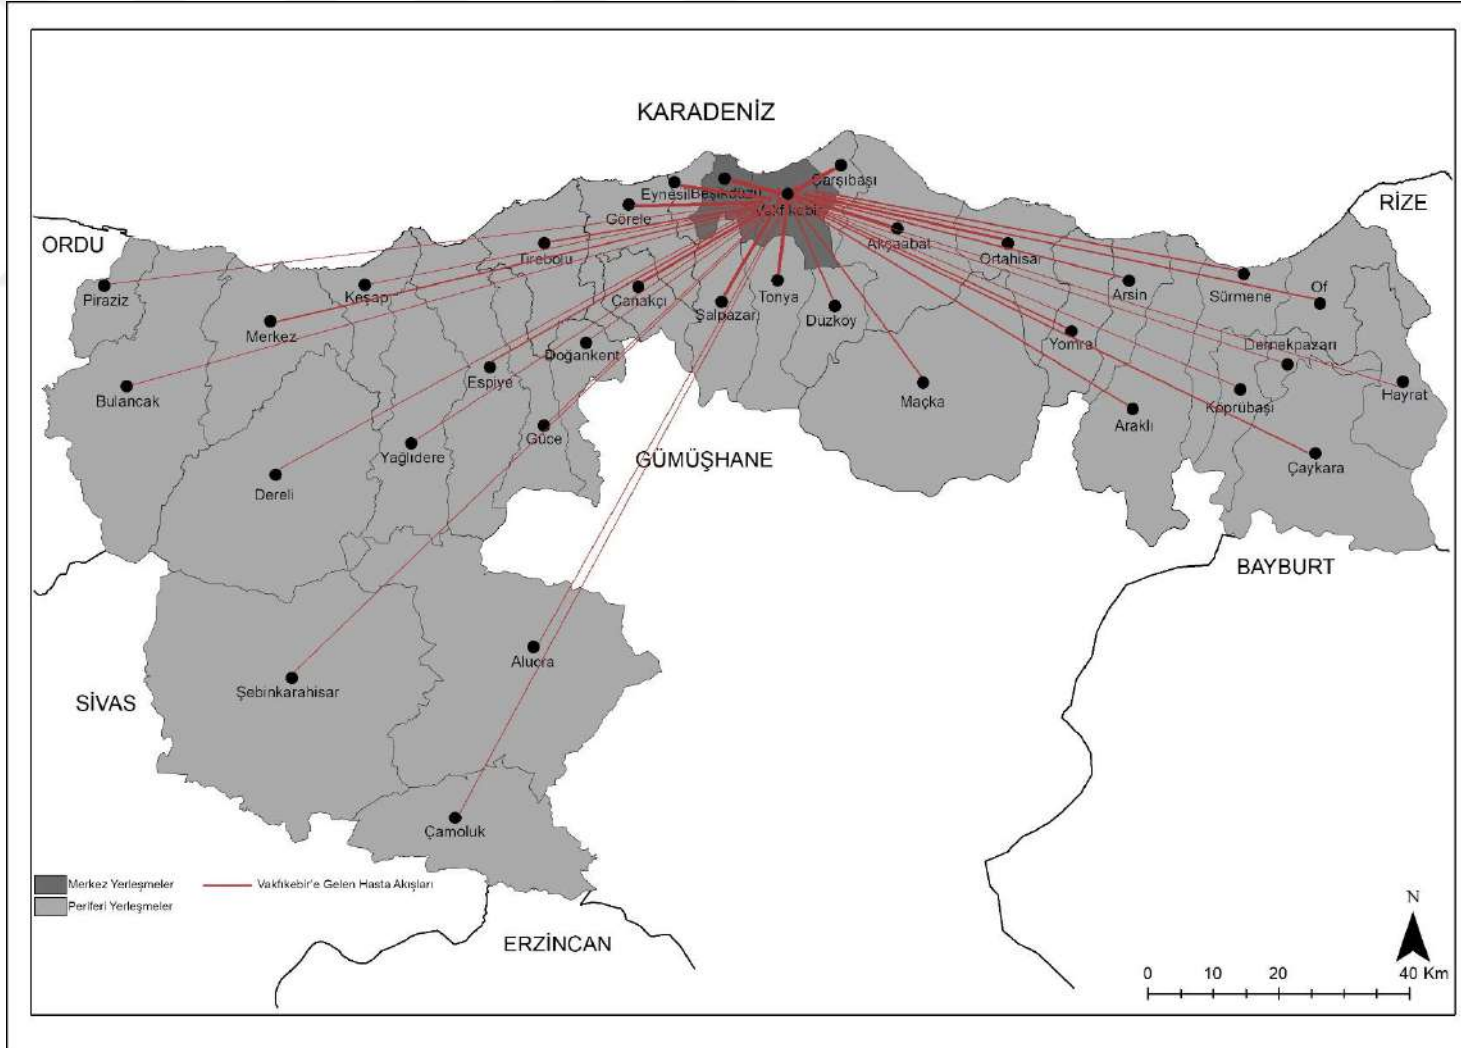 KARADENİZ
ORDU
RİZE
Çarşıbaşı
Eynesil
Beşikdüzü
Vakfıkebir
Görele
Akçaabat
Tirebolu
Ortahisar
Piraziz
Keşap
Çanakçı
Şalpazarı
Tonya
Düzköy
Arsin
Sürmene
Of
Merkez
Doğankent
Yomra
Dernekpazarı
Bulancak
Espiye
Maçka
Araklı
Köprübaşı
Hayrat
Yağlıdere
Güce
GÜMÜŞHANE
Çaykara
Dereli
BAYBURT
Alucra
Şebinkarahisar
SİVAS
Çamoluk
Merkez Yerleşmeler
Vakfıkebir'e Gelen Hasta Akışları
Periferi Yerleşmeler
ERZİNCAN
N
0 10 20 40 Km